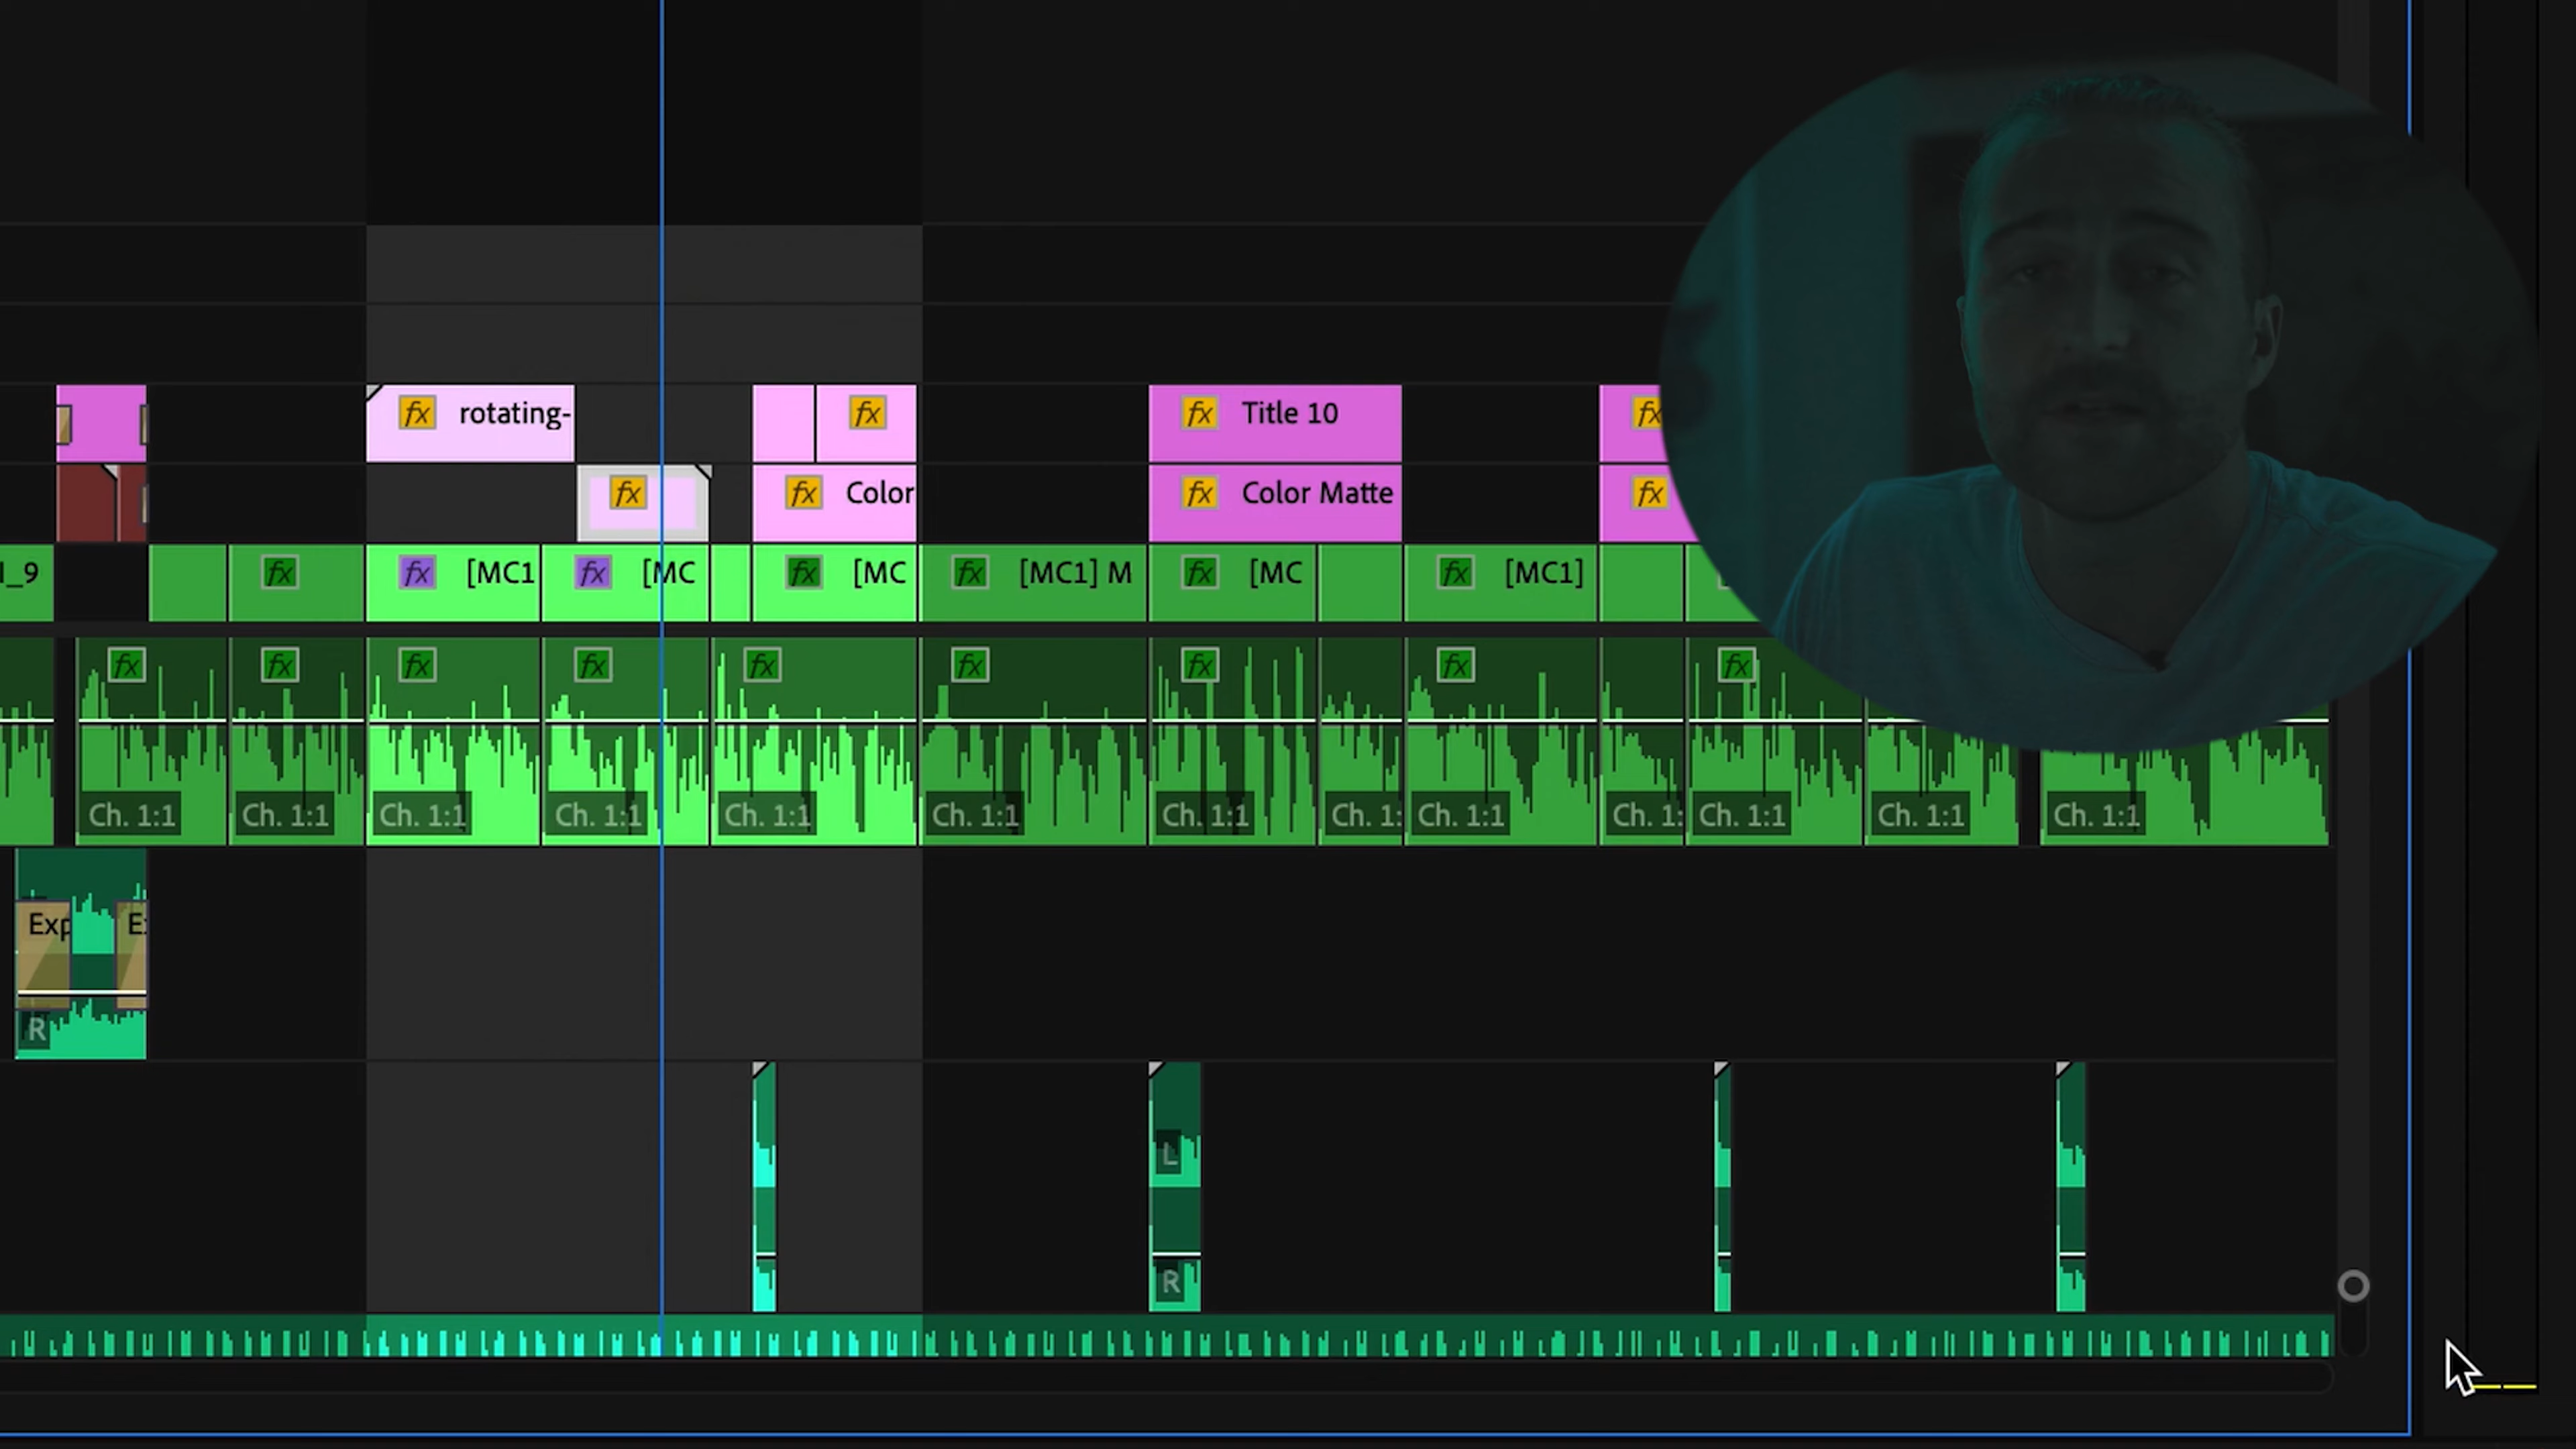 fx rotating- fx fx Title 10 fx
fx fx Color fx Color Matte fx
_9 fx fx [MC1 fx [MC fx [MC fx [MC1] M fx [MC fx [MC1]
fx fx fx fx fx fx fx fx fx
Ch. 1:1 Ch. 1:1 Ch. 1:1 Ch. 1:1 Ch. 1:1 Ch. 1:1 Ch. 1:1 Ch. 1: Ch. 1:1 Ch. 1: Ch. 1:1 Ch. 1:1 Ch. 1:1
Exp Ex
R
L
R